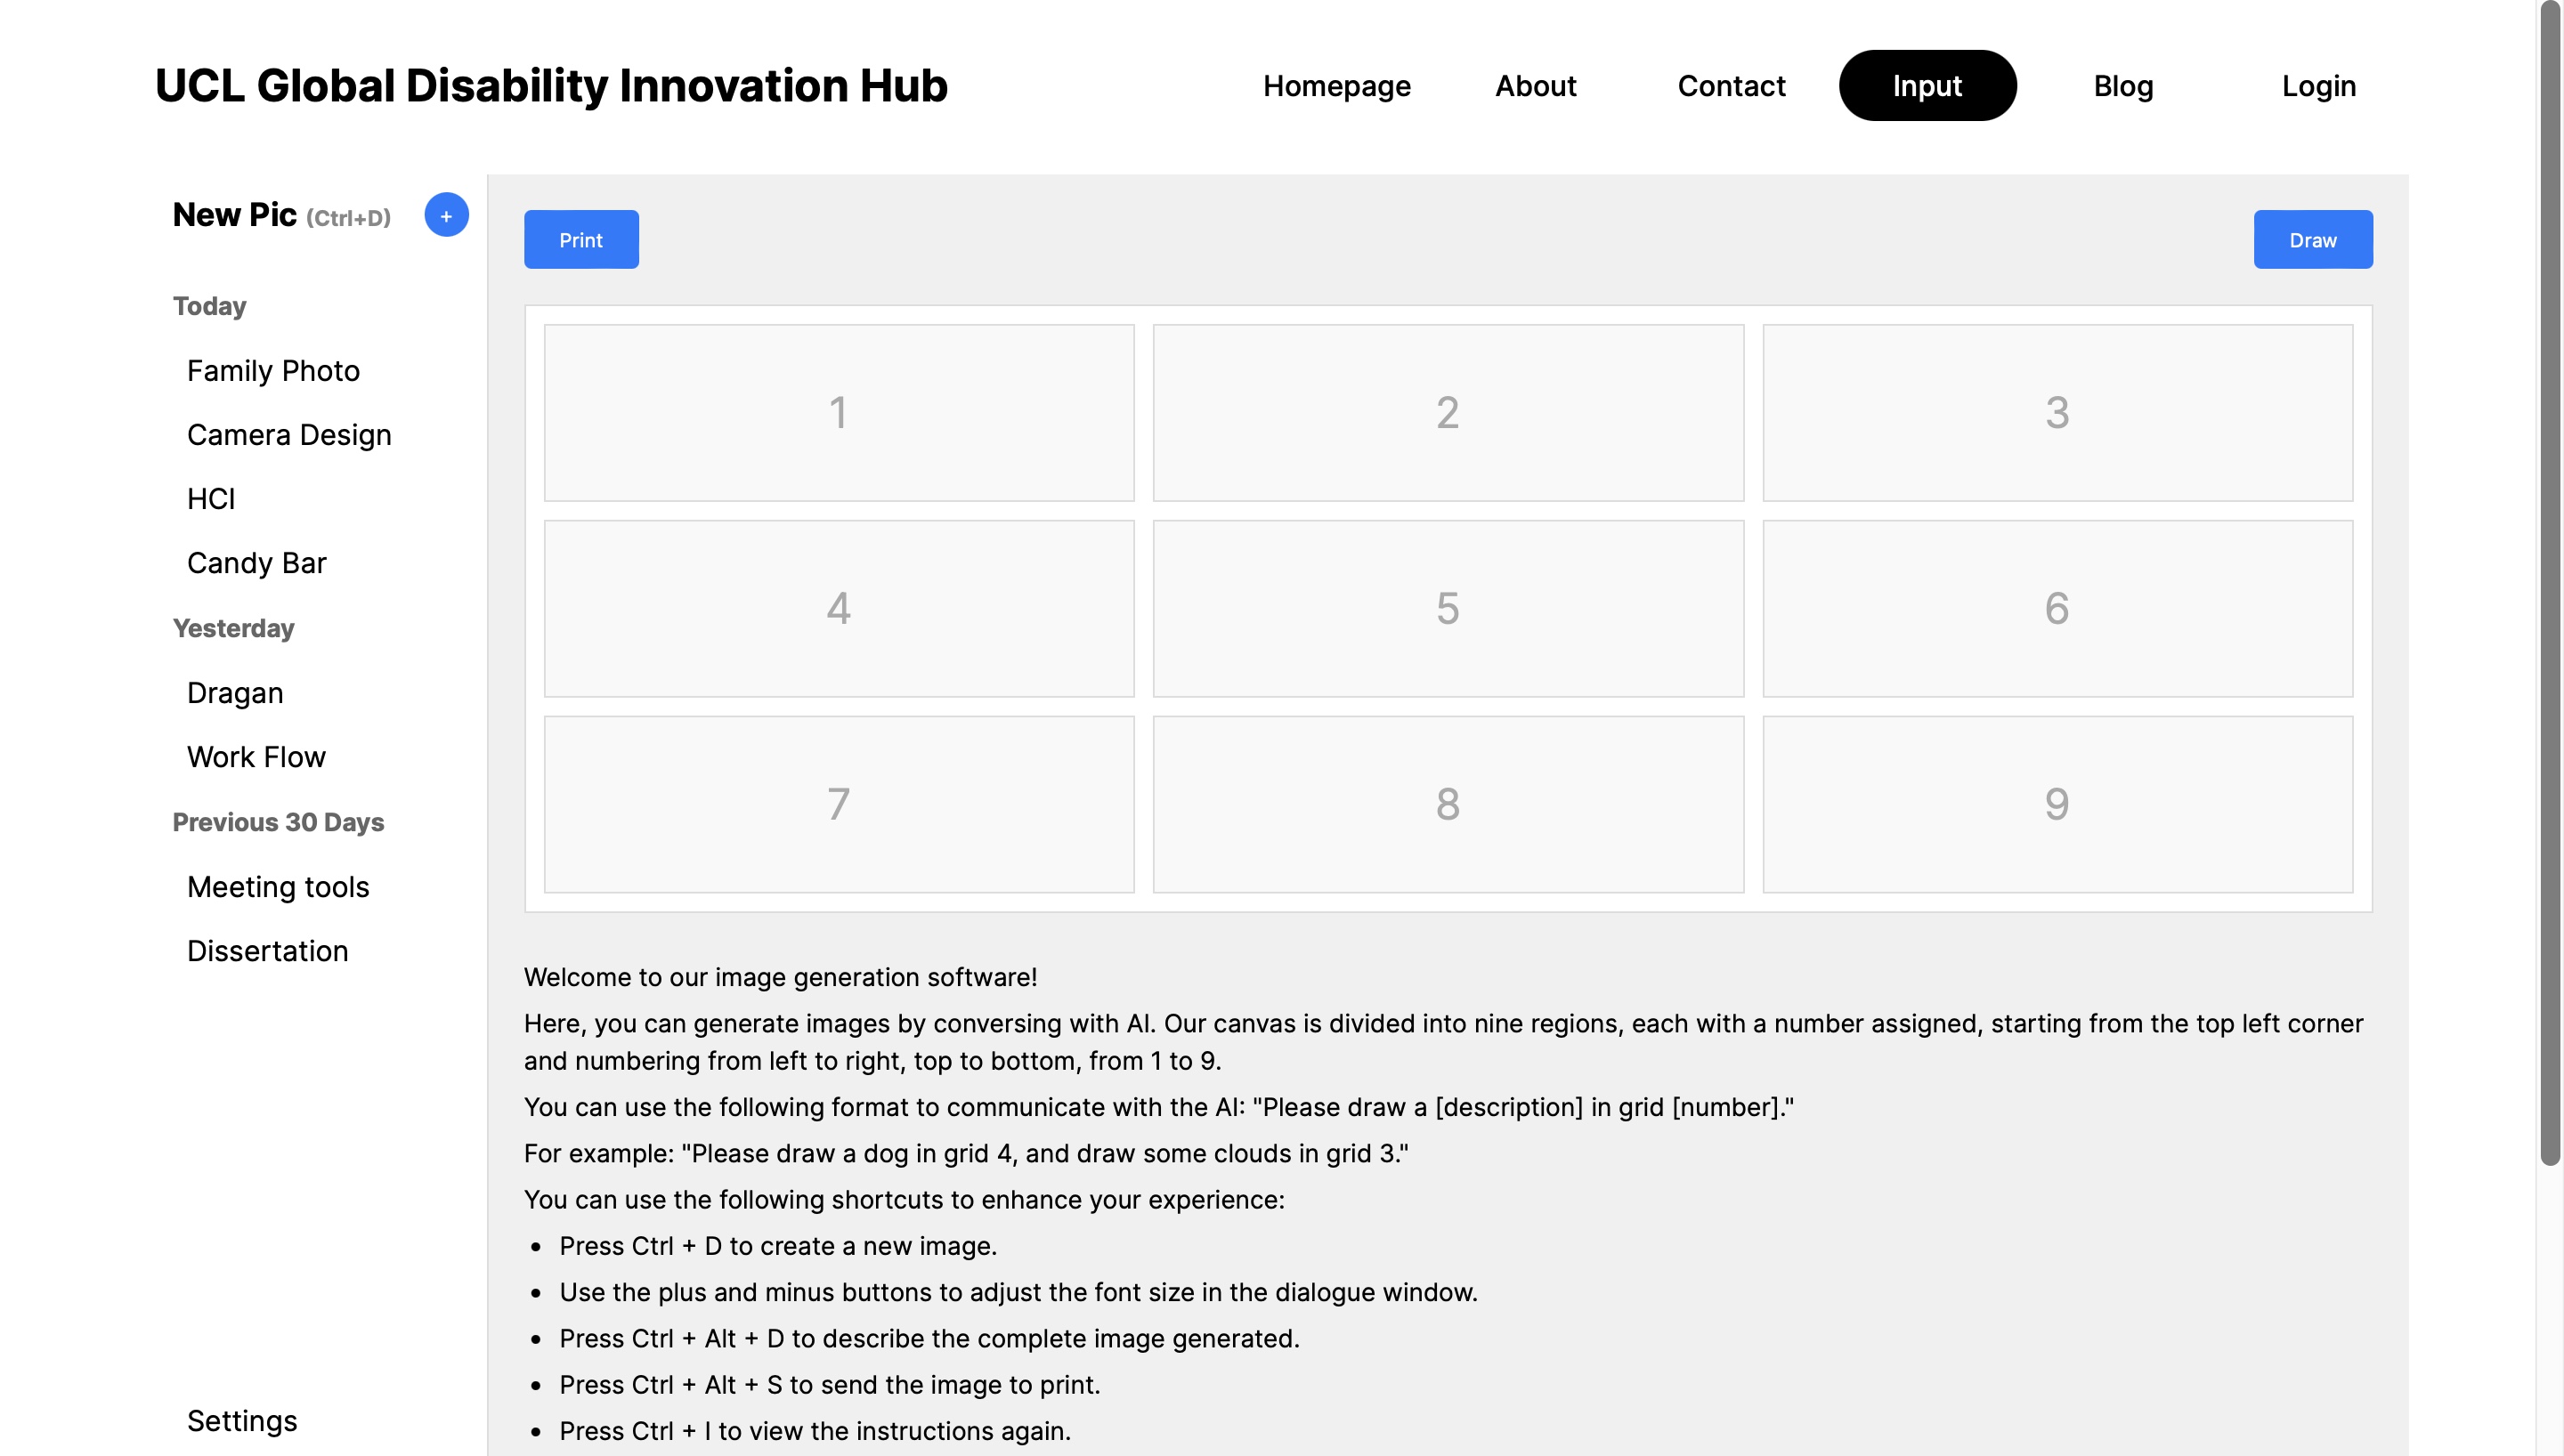 UCL Global Disability Innovation Hub
Homepage
About
Contact
Input
Blog
Login
New Pic (Ctrl+D)
+
Today
Family Photo
Camera Design
HCI
Candy Bar
Yesterday
Dragan
Work Flow
Previous 30 Days
Meeting tools
Dissertation
Settings
Print
Draw
1
2
3
4
5
6
7
8
9
Welcome to our image generation software!
Here, you can generate images by conversing with AI. Our canvas is divided into nine regions, each with a number assigned, starting from the top left corner
and numbering from left to right, top to bottom, from 1 to 9.
You can use the following format to communicate with the AI: "Please draw a [description] in grid [number]."
For example: "Please draw a dog in grid 4, and draw some clouds in grid 3."
You can use the following shortcuts to enhance your experience:
• Press Ctrl + D to create a new image.
• Use the plus and minus buttons to adjust the font size in the dialogue window.
• Press Ctrl + Alt + D to describe the complete image generated.
• Press Ctrl + Alt + S to send the image to print.
• Press Ctrl + I to view the instructions again.